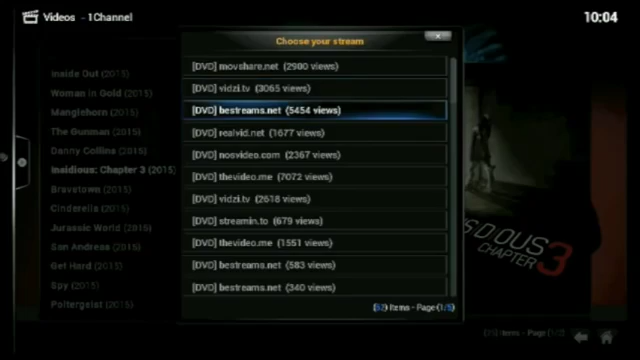 Videos - 1Channel
10:04
Choose your stream
Inside Out (2015)
Woman in Gold (2015)
Manglehorn (2015)
The Gunman (2015)
Danny Collins (2015)
Insidious: Chapter 3 (2015)
Bravetown (2015)
Cinderella (2015)
Jurassic World (2015)
San Andreas (2015)
Get Hard (2015)
Spy (2015)
Poltergeist (2015)
[DVD] movshare.net (2980 views)
[DVD] vidzi.tv (3065 views)
[DVD] bestreams.net (5454 views)
[DVD] realvid.net (1677 views)
[DVD] nosvideo.com (2367 views)
[DVD] thevideo.me (7072 views)
[DVD] vidzi.tv (2618 views)
[DVD] streamin.to (679 views)
[DVD] thevideo.me (1551 views)
[DVD] bestreams.net (583 views)
[DVD] bestreams.net (340 views)
(52) Items - Page (1/5)
SIDIOUS
CHAPTER 3